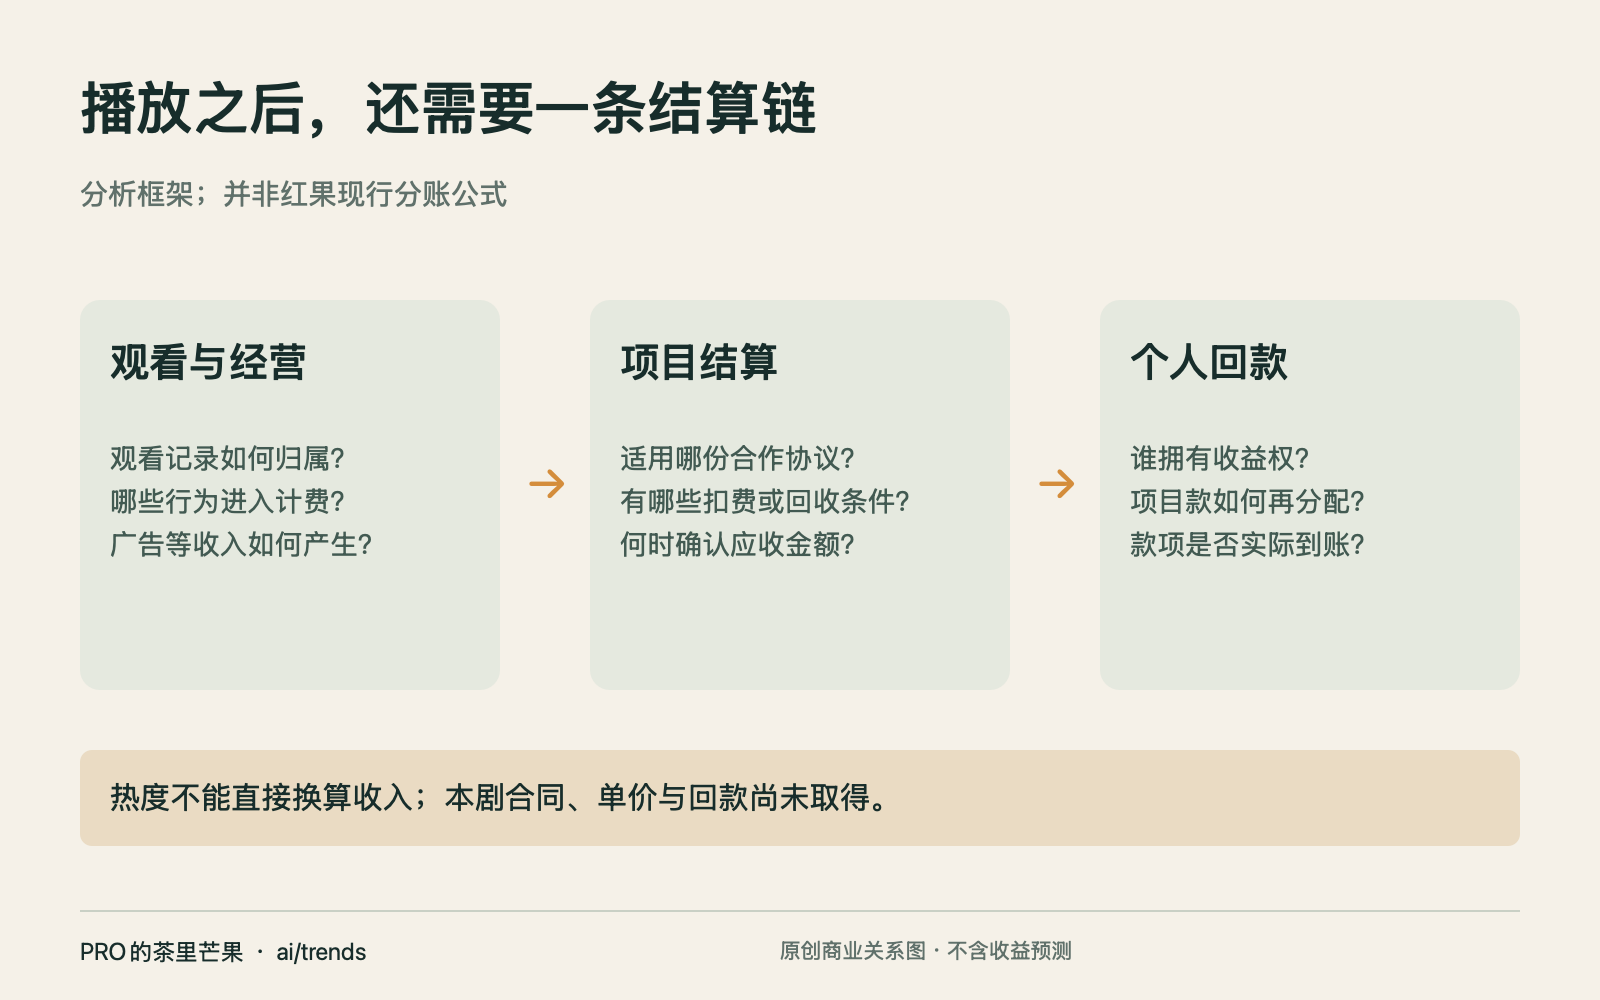 播放之后，还需要一条结算链
分析框架；并非红果现行分账公式
观看与经营
观看记录如何归属？
哪些行为进入计费？
广告等收入如何产生？
项目结算
适用哪份合作协议？
有哪些扣费或回收条件？
何时确认应收金额？
个人回款
谁拥有收益权？
项目款如何再分配？
款项是否实际到账？
热度不能直接换算收入；本剧合同、单价与回款尚未取得。
PRO的茶里芒果 · ai/trends
原创商业关系图 · 不含收益预测